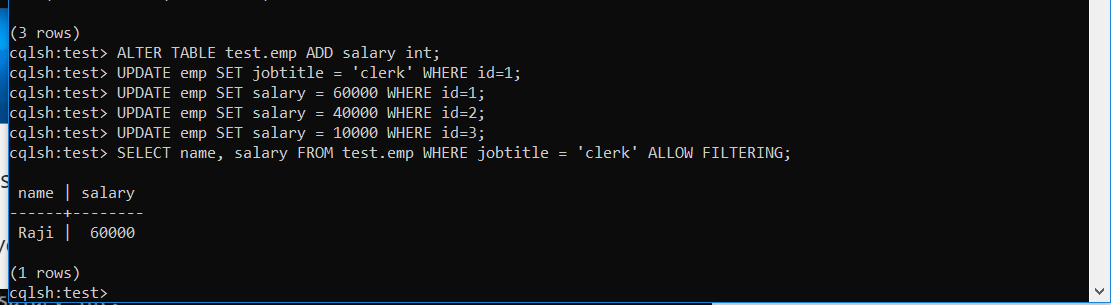 (3 rows)
cqlsh:test> ALTER TABLE test.emp ADD salary int;
cqlsh:test> UPDATE emp SET jobtitle = 'clerk' WHERE id=1;
cqlsh:test> UPDATE emp SET salary = 60000 WHERE id=1;
cqlsh:test> UPDATE emp SET salary = 40000 WHERE id=2;
cqlsh:test> UPDATE emp SET salary = 10000 WHERE id=3;
cqlsh:test> SELECT name, salary FROM test.emp WHERE jobtitle = 'clerk' ALLOW FILTERING;
 name | salary
------+--------
 Raji |  60000
(1 rows)
cqlsh:test>